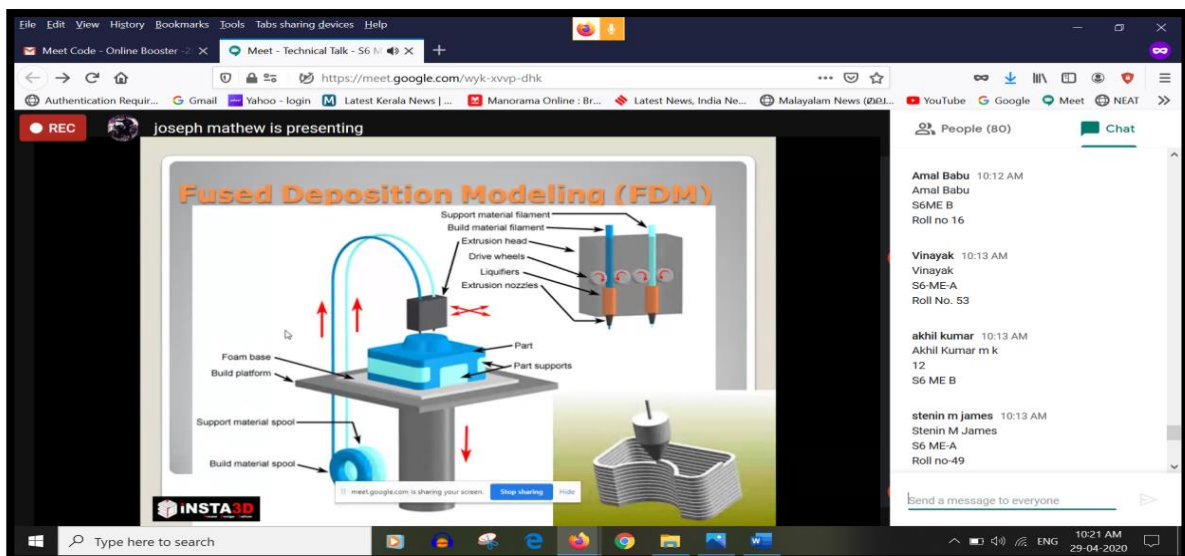 File Edit View History Bookmarks Tools Tabs sharing devices Help
Meet Code - Online Booster -2
Meet - Technical Talk - S6 M
https://meet.google.com/wyk-xvvp-dhk
Authentication Requir... Gmail Yahoo - login Latest Kerala News | ... Manorama Online : Br... Latest News, India Ne... Malayalam News YouTube Google Meet NEAT
REC
joseph mathew is presenting
People (80)
Chat
Fused Deposition Modeling (FDM)
Support material filament
Build material filament
Extrusion head
Drive wheels
Liquifiers
Extrusion nozzles
Part
Foam base
Part supports
Build platform
Support material spool
Build material spool
meet.google.com is sharing your screen. Stop sharing Hide
iNSTA3D
Amal Babu 10:12 AM
Amal Babu
S6ME B
Roll no 16
Vinayak 10:13 AM
Vinayak
S6-ME-A
Roll No. 53
akhil kumar 10:13 AM
Akhil Kumar m k
12
S6 ME B
stenin m james 10:13 AM
Stenin M James
S6 ME-A
Roll no-49
Send a message to everyone
Type here to search
ENG
10:21 AM
29-04-2020